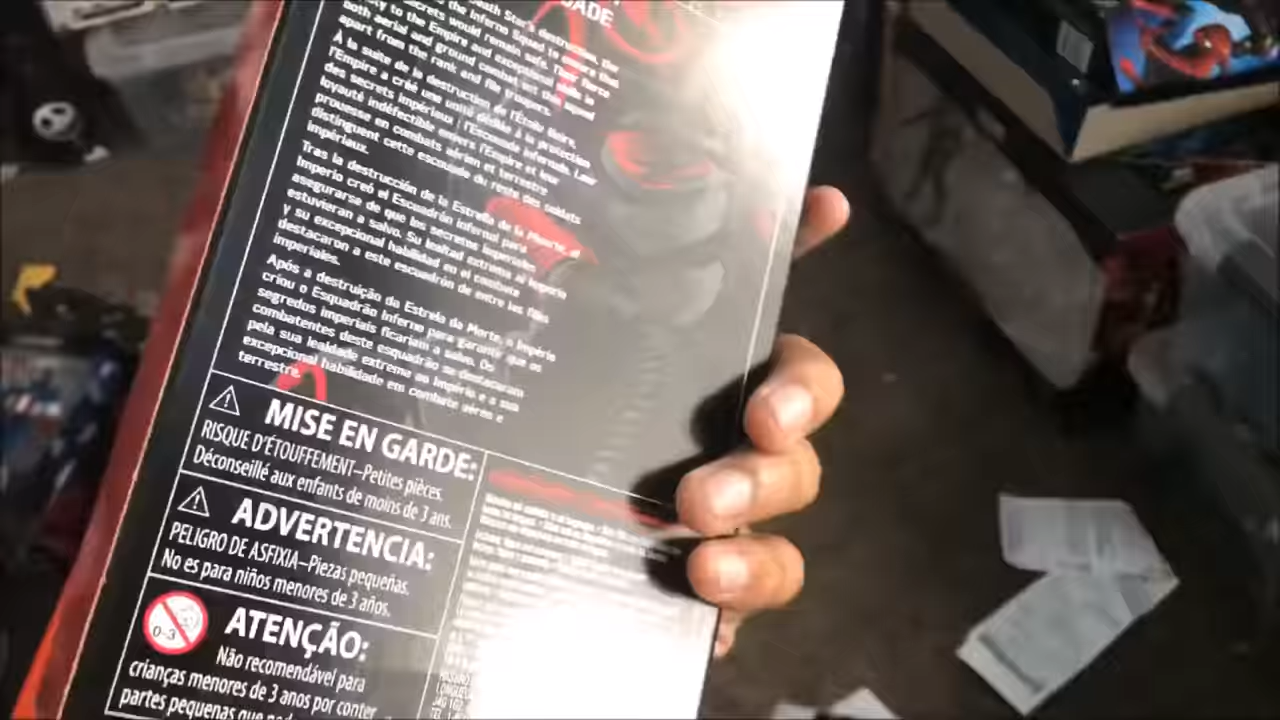 UADE
Death Star's destruction, the
the Inferno Squad to ensure that
secrets would remain safe. Their fierce
ty to the Empire and exceptional skills in
both aerial and ground combat set this squad
apart from the rank and file troopers.
À la suite de la destruction de l'Étoile Noire,
l'Empire a créé une unité dédiée à la protection
des secrets impériaux : l'Escouade infernale. Leur
loyauté indéfectible envers l'Empire et leur
prouesse en combats aérien et terrestre
distinguent cette escouade du reste des soldats
impériaux.
Tras la destrucción de la Estrella de la Muerte, el
Imperio creó el Escuadrón infernal para
asegurarse de que los secretos imperiales
estuvieran a salvo. Su lealtad extrema al Imperio
y su excepcional habilidad en el combate
destacaron a este escuadrón de entre las filas
imperiales.
Após a destruição da Estrela da Morte, o Império
criou o Esquadrão Inferno para garantir que os
segredos imperiais ficariam a salvo. Os
combatentes deste esquadrão se destacaram
pela sua lealdade extrema ao Império e a sua
excepcional habilidade em combate aéreo e
terrestre.
MISE EN GARDE:
RISQUE D'ÉTOUFFEMENT–Petites pièces.
Déconseillé aux enfants de moins de 3 ans.
ADVERTENCIA:
PELIGRO DE ASFIXIA–Piezas pequeñas.
No es para niños menores de 3 años.
0-3
ATENÇÃO:
Não recomendável para
crianças menores de 3 anos por conter
partes pequenas que pod